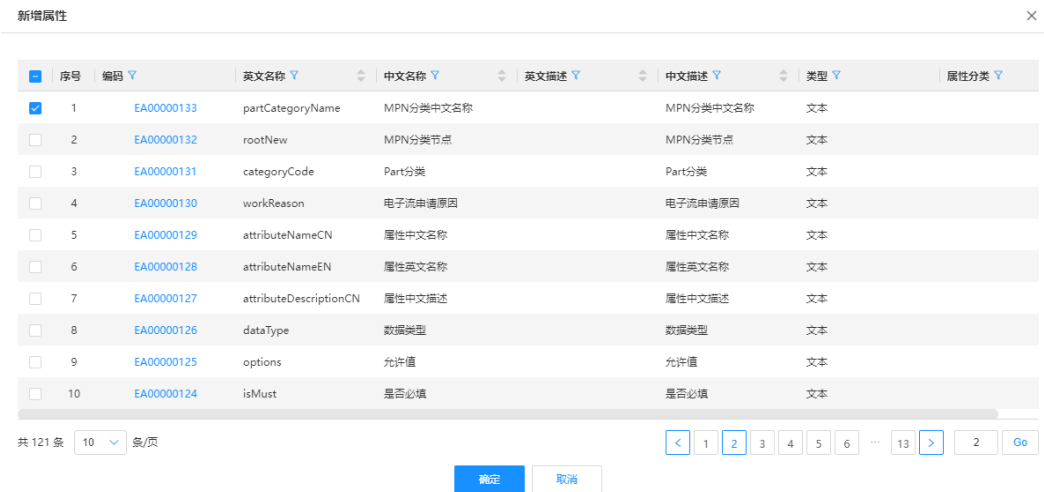 新增属性
序号 编码 英文名称 中文名称 英文描述 中文描述 类型 属性分类
1 EA00000133 partCategoryName MPN分类中文名称 MPN分类中文名称 文本
2 EA00000132 rootNew MPN分类节点 MPN分类节点 文本
3 EA00000131 categoryCode Part分类 Part分类 文本
4 EA00000130 workReason 电子流申请原因 电子流申请原因 文本
5 EA00000129 attributeNameCN 属性中文名称 属性中文名称 文本
6 EA00000128 attributeNameEN 属性英文名称 属性英文名称 文本
7 EA00000127 attributeDescriptionCN 属性中文描述 属性中文描述 文本
8 EA00000126 dataType 数据类型 数据类型 文本
9 EA00000125 options 允许值 允许值 文本
10 EA00000124 isMust 是否必填 是否必填 文本
共 121 条 10 条/页 < 1 2 3 4 5 6 ··· 13 > 2 Go
确定 取消